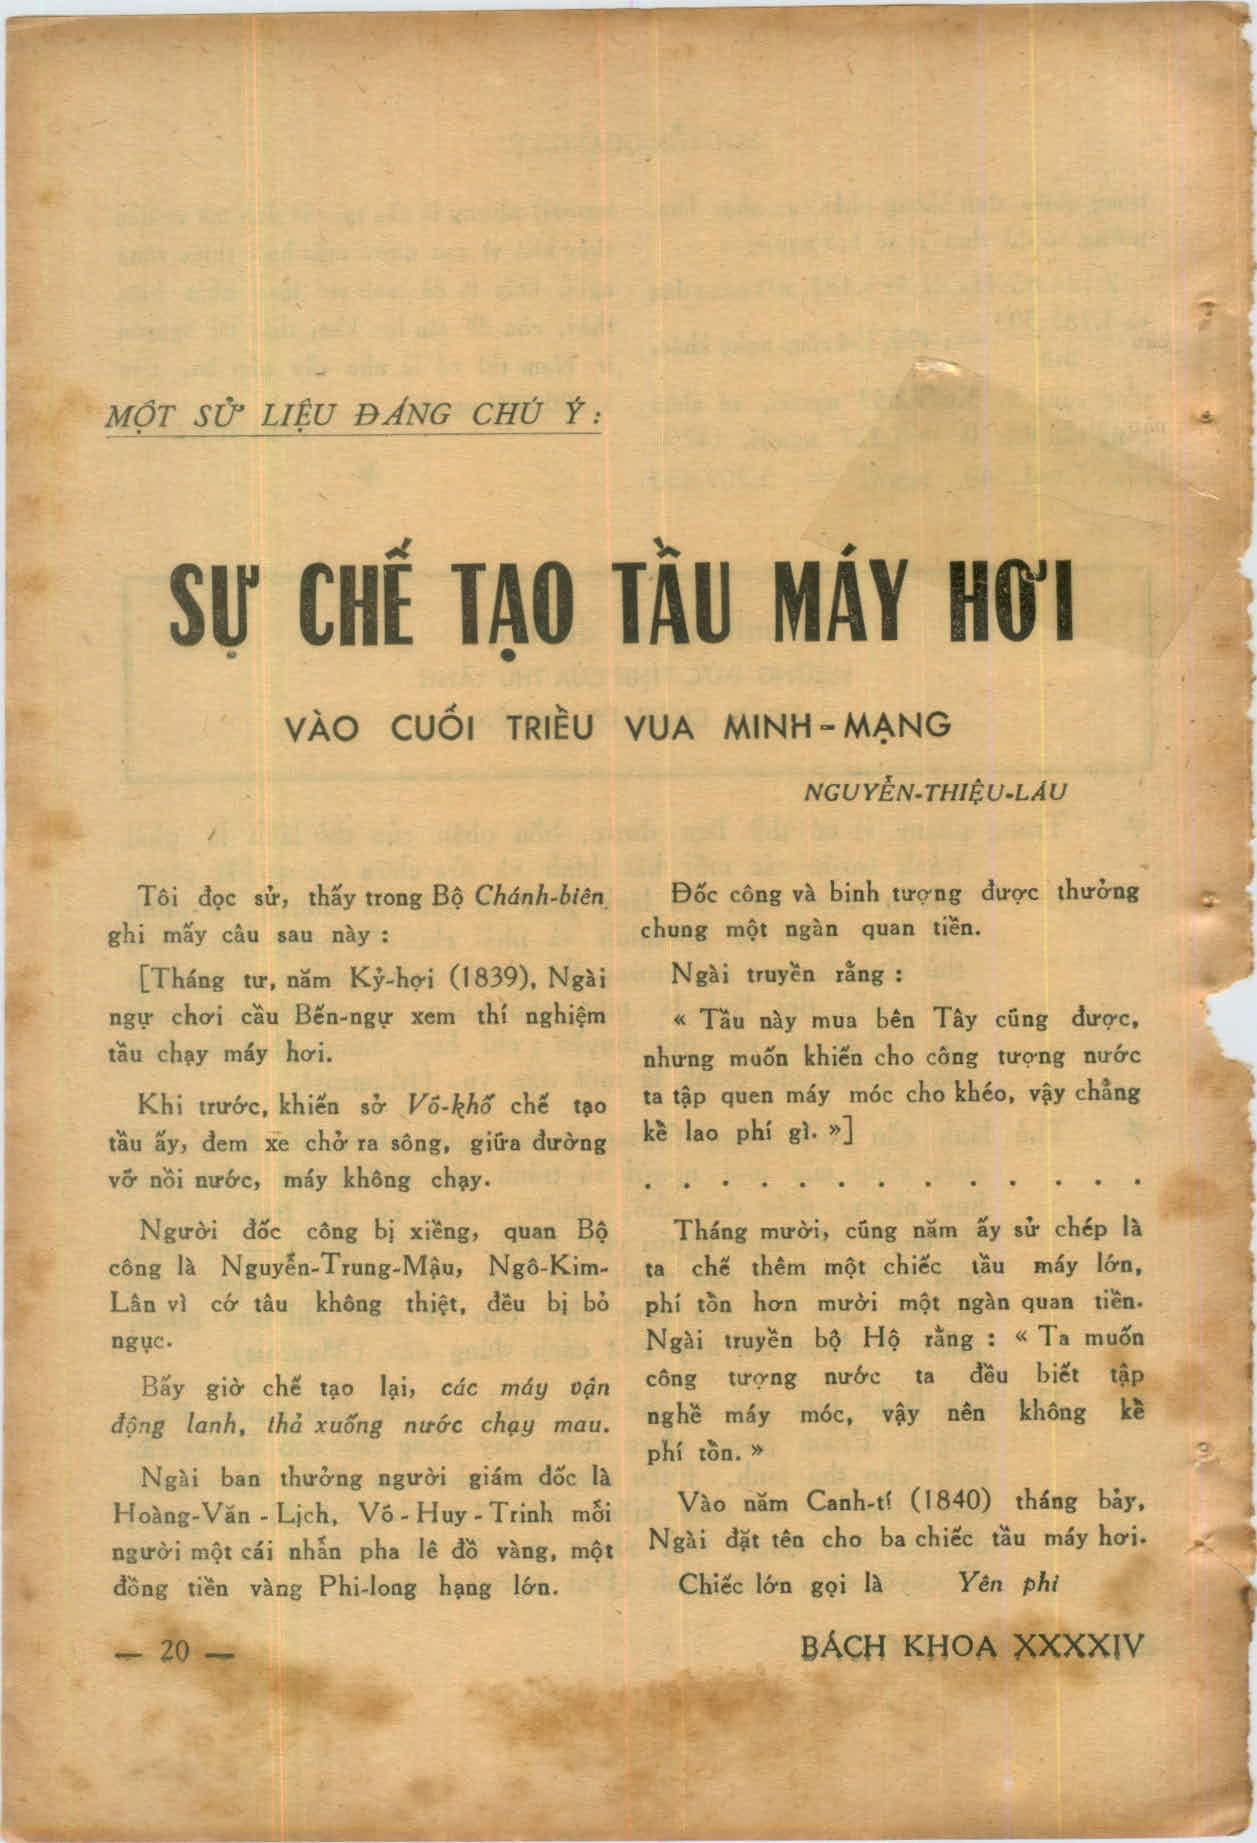 MỘT SỬ LIỆU ĐÁNG CHÚ Ý :
SỰ CHẾ TẠO TẦU MÁY HƠI
VÀO CUỐI TRIỀU VUA MINH-MẠNG
NGUYỄN-THIỆU-LÂU
Tôi đọc sử, thấy trong Bộ Chánh-biên
ghi mấy câu sau này :
[Tháng tư, năm Kỷ-hợi (1839), Ngài
ngự chơi cầu Bến-ngự xem thí nghiệm
tầu chạy máy hơi.
Khi trước, khiến sở Võ-khố chế tạo
tầu ấy, đem xe chở ra sông, giữa đường
vỡ nồi nước, máy không chạy.
Người đốc công bị xiềng, quan Bộ
công là Nguyễn-Trung-Mậu, Ngô-Kim-
Lân vì cớ tâu không thiệt, đều bị bỏ
ngục.
Bấy giờ chế tạo lại, các máy vận
động lanh, thả xuống nước chạy mau.
Ngài ban thưởng người giám đốc là
Hoàng-Văn - Lịch, Võ - Huy - Trinh mỗi
người một cái nhẫn pha lê đồ vàng, một
đồng tiền vàng Phi-long hạng lớn.
Đốc công và binh tượng được thưởng
chung một ngàn quan tiền.
Ngài truyền rằng :
« Tầu này mua bên Tây cũng được,
nhưng muốn khiến cho công tượng nước
ta tập quen máy móc cho khéo, vậy chẳng
kể lao phí gì. »]
. . . . . . . . . . . . . .
Tháng mười, cũng năm ấy sử chép là
ta chế thêm một chiếc tầu máy lớn,
phí tồn hơn mười một ngàn quan tiền.
Ngài truyền bộ Hộ rằng : « Ta muốn
công tượng nước ta đều biết tập
nghề máy móc, vậy nên không kể
phí tồn. »
Vào năm Canh-tí (1840) tháng bảy,
Ngài đặt tên cho ba chiếc tầu máy hơi.
Chiếc lớn gọi là Yên phi
— 20 —
BÁCH KHOA XXXXIV